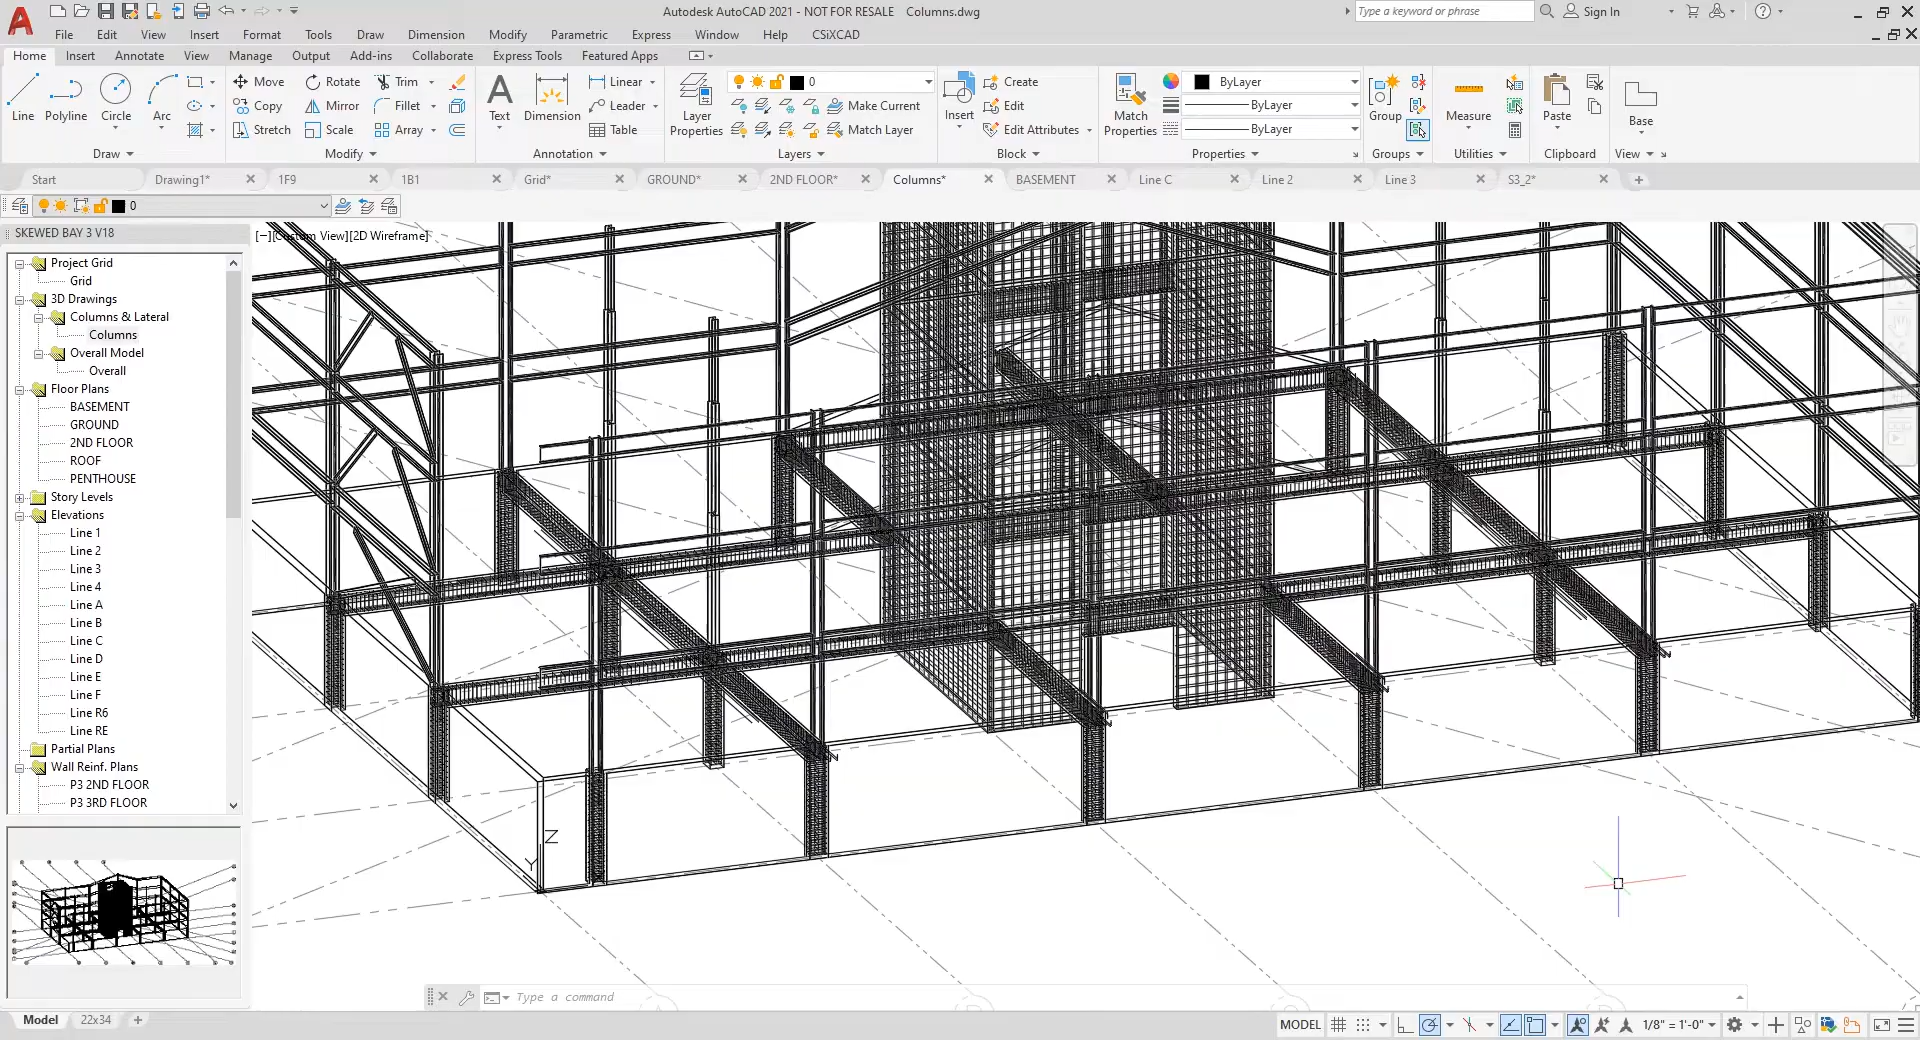 Autodesk AutoCAD 2021 - NOT FOR RESALE Columns.dwg
Type a keyword or phrase
Sign In
File Edit View Insert Format Tools Draw Dimension Modify Parametric Express Window Help CSiXCAD
Home Insert Annotate View Manage Output Add-ins Collaborate Express Tools Featured Apps
Line Polyline Circle Arc
Draw
Move Rotate Trim
Copy Mirror Fillet
Stretch Scale Array
Modify
Text Dimension
Linear
Leader
Table
Annotation
Layer Properties
0
Make Current
Match Layer
Layers
Insert
Create
Edit
Edit Attributes
Block
Match Properties
ByLayer
ByLayer
ByLayer
Properties
Group
Groups
Measure
Utilities
Paste
Clipboard
Base
View
Start Drawing1* 1F9 1B1 Grid* GROUND* 2ND FLOOR* Columns* BASEMENT Line C Line 2 Line 3 S3_2*
0
SKEWED BAY 3 V18
Project Grid
Grid
3D Drawings
Columns & Lateral
Columns
Overall Model
Overall
Floor Plans
BASEMENT
GROUND
2ND FLOOR
ROOF
PENTHOUSE
Story Levels
Elevations
Line 1
Line 2
Line 3
Line 4
Line A
Line B
Line C
Line D
Line E
Line F
Line R6
Line RE
Partial Plans
Wall Reinf. Plans
P3 2ND FLOOR
P3 3RD FLOOR
[−][Custom View][2D Wireframe]
Z
Y
Type a command
Model 22x34
MODEL
1/8" = 1'-0"